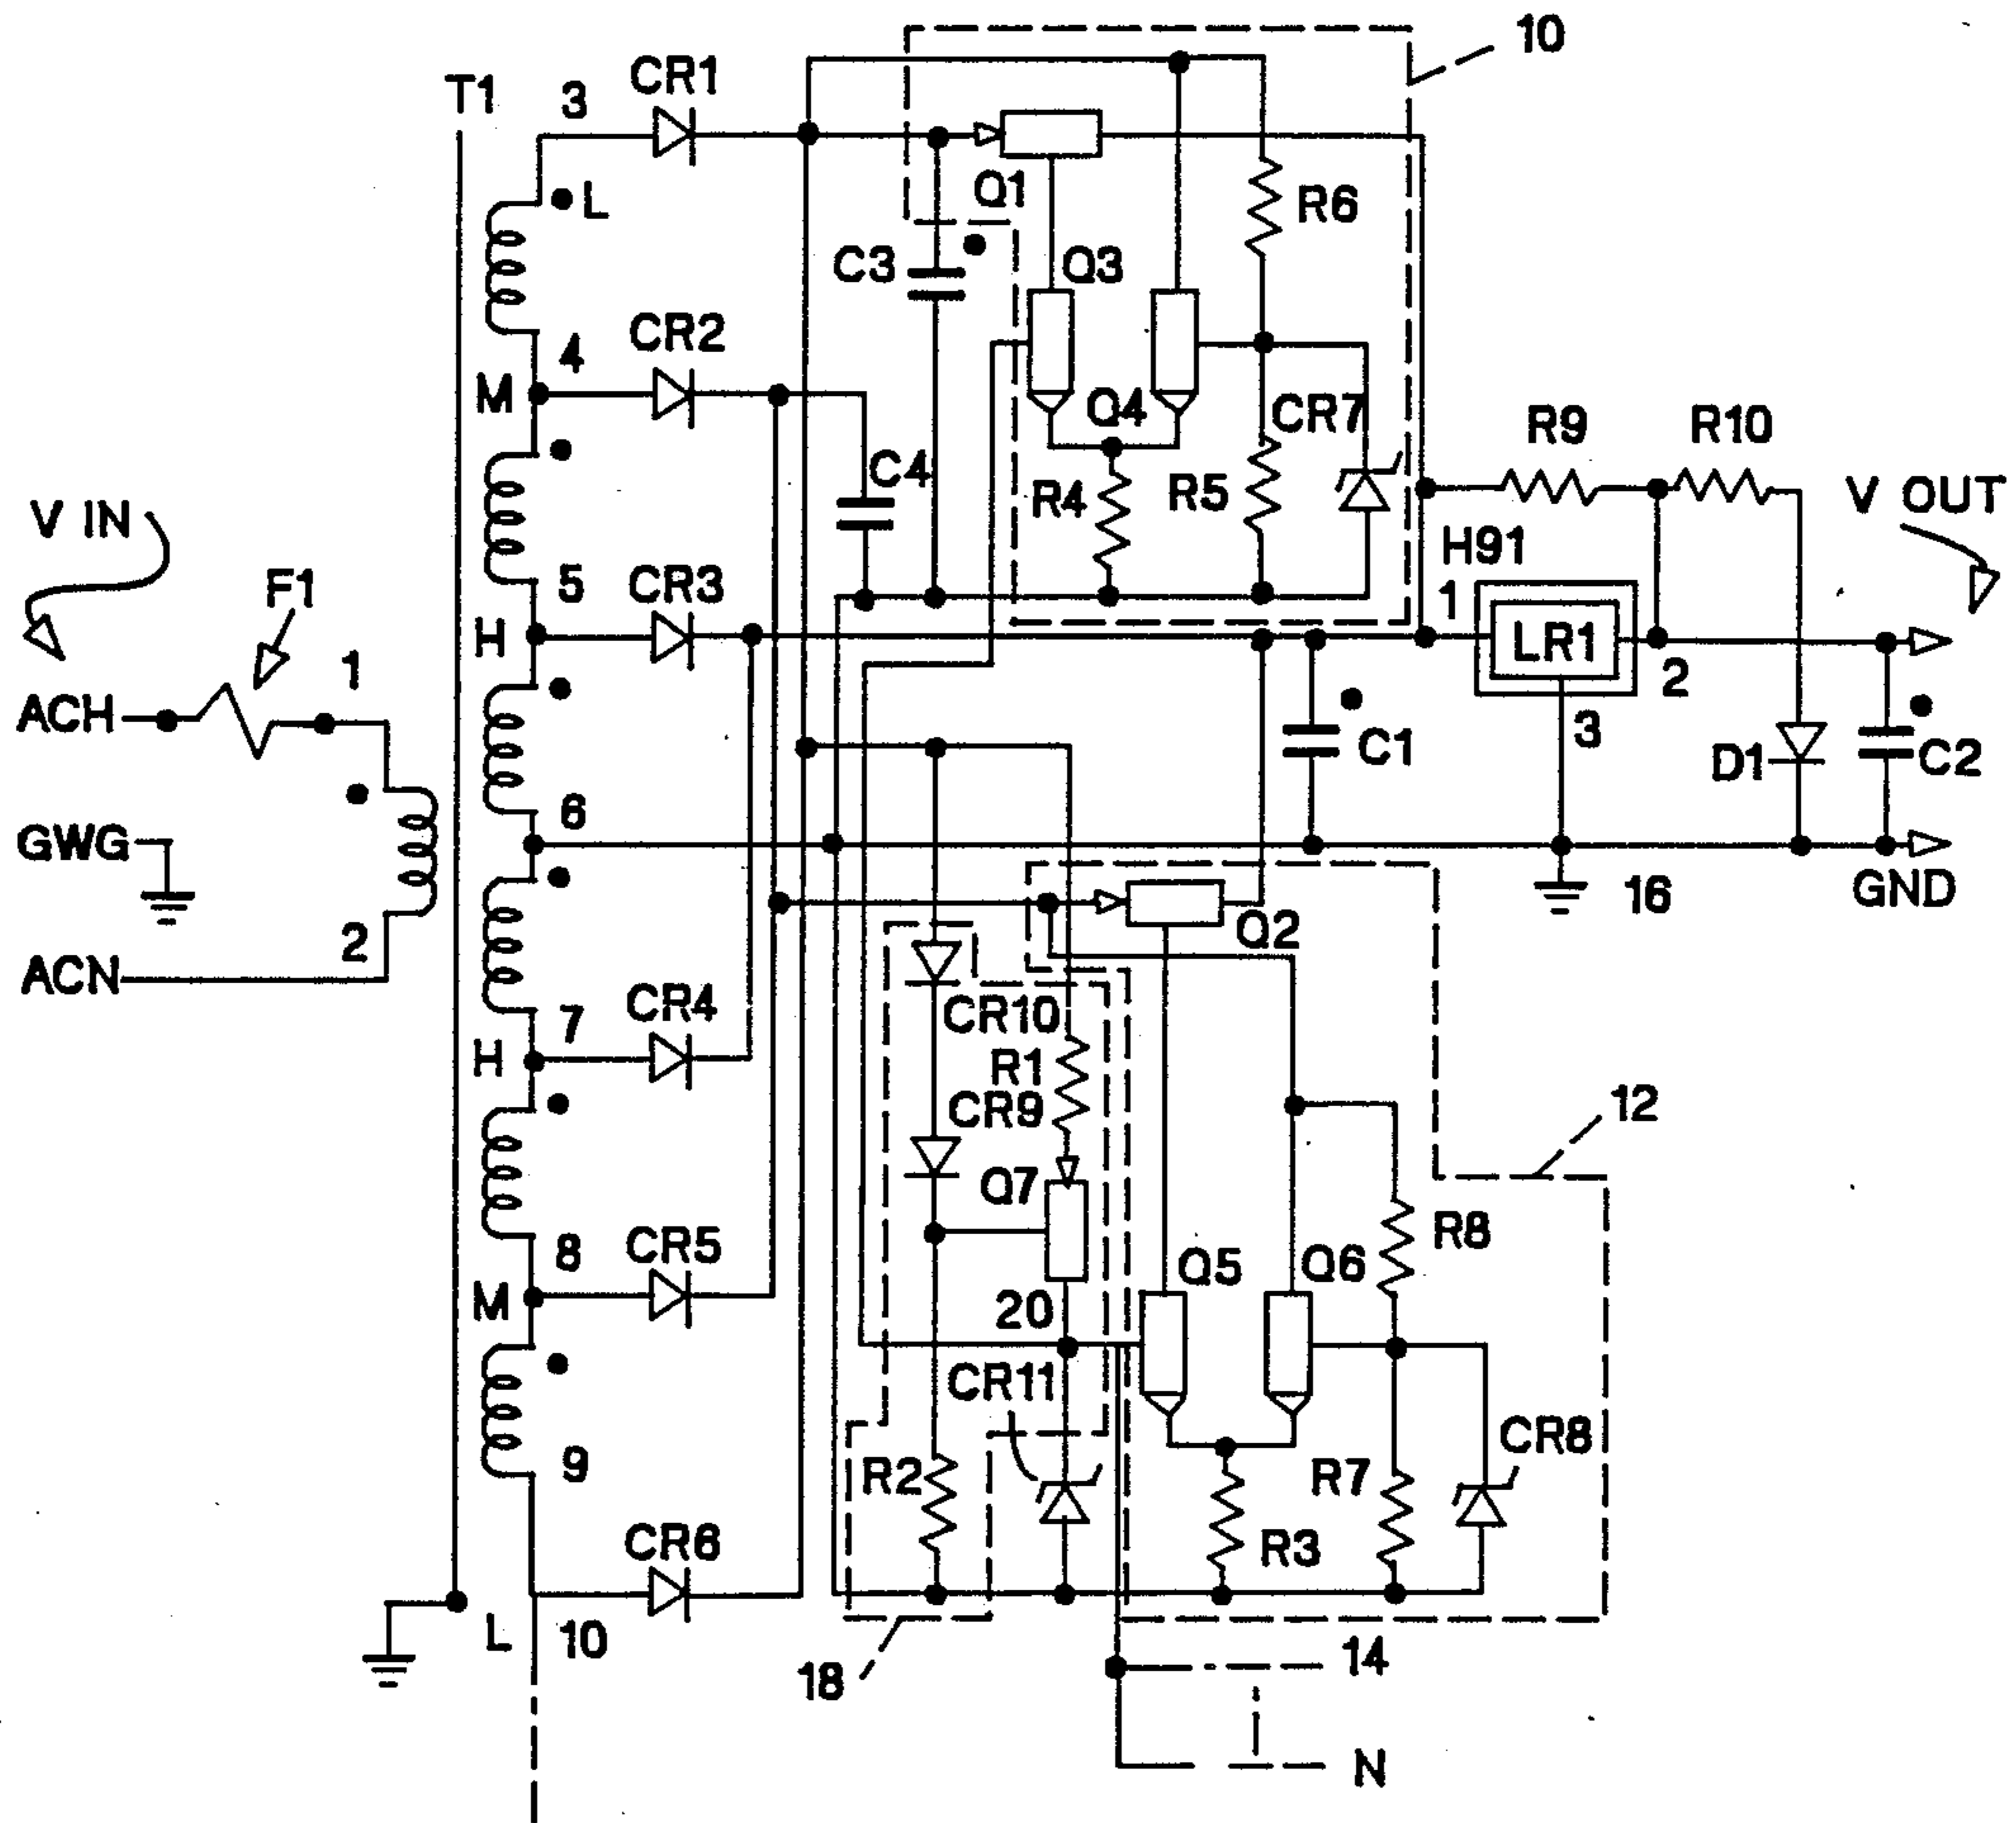 10
T1
3
CR1
L
Q1
R6
C3
Q3
4
CR2
M
Q4
CR7
R9
R10
C4
R4
R5
V OUT
V IN
H91
F1
5
CR3
1
H
LR1
2
1
ACH
3
C1
D1
C2
6
GWG
16
GND
2
Q2
ACN
7
CR4
CR10
H
R1
CR9
12
Q7
8
CR5
Q5
Q6
R8
M
20
CR11
9
R2
R7
CR8
CR6
R3
L
10
18
14
N